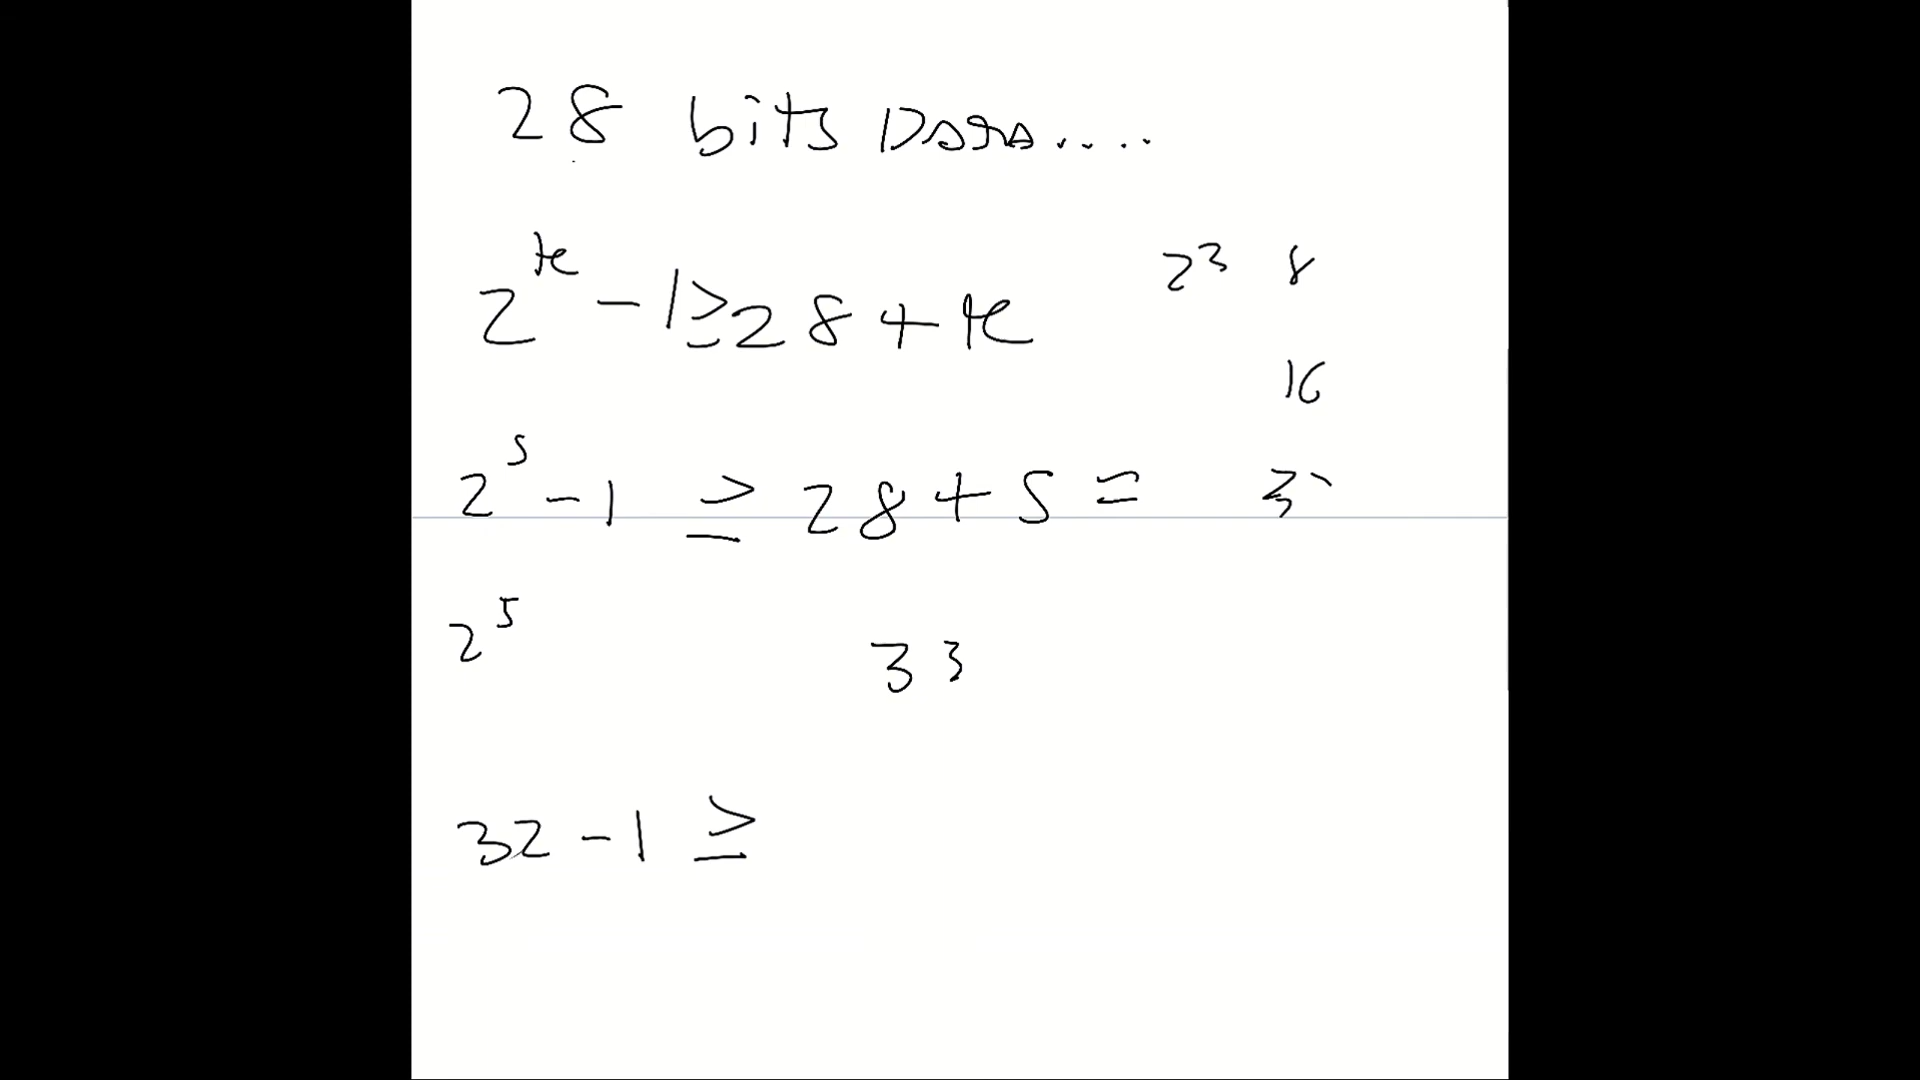 28 bits Data....
2^k - 1 ≥ 28 + k
2^3 8
16
2^5 - 1 ≥ 28 + 5 =
2^5
33
32 - 1 ≥